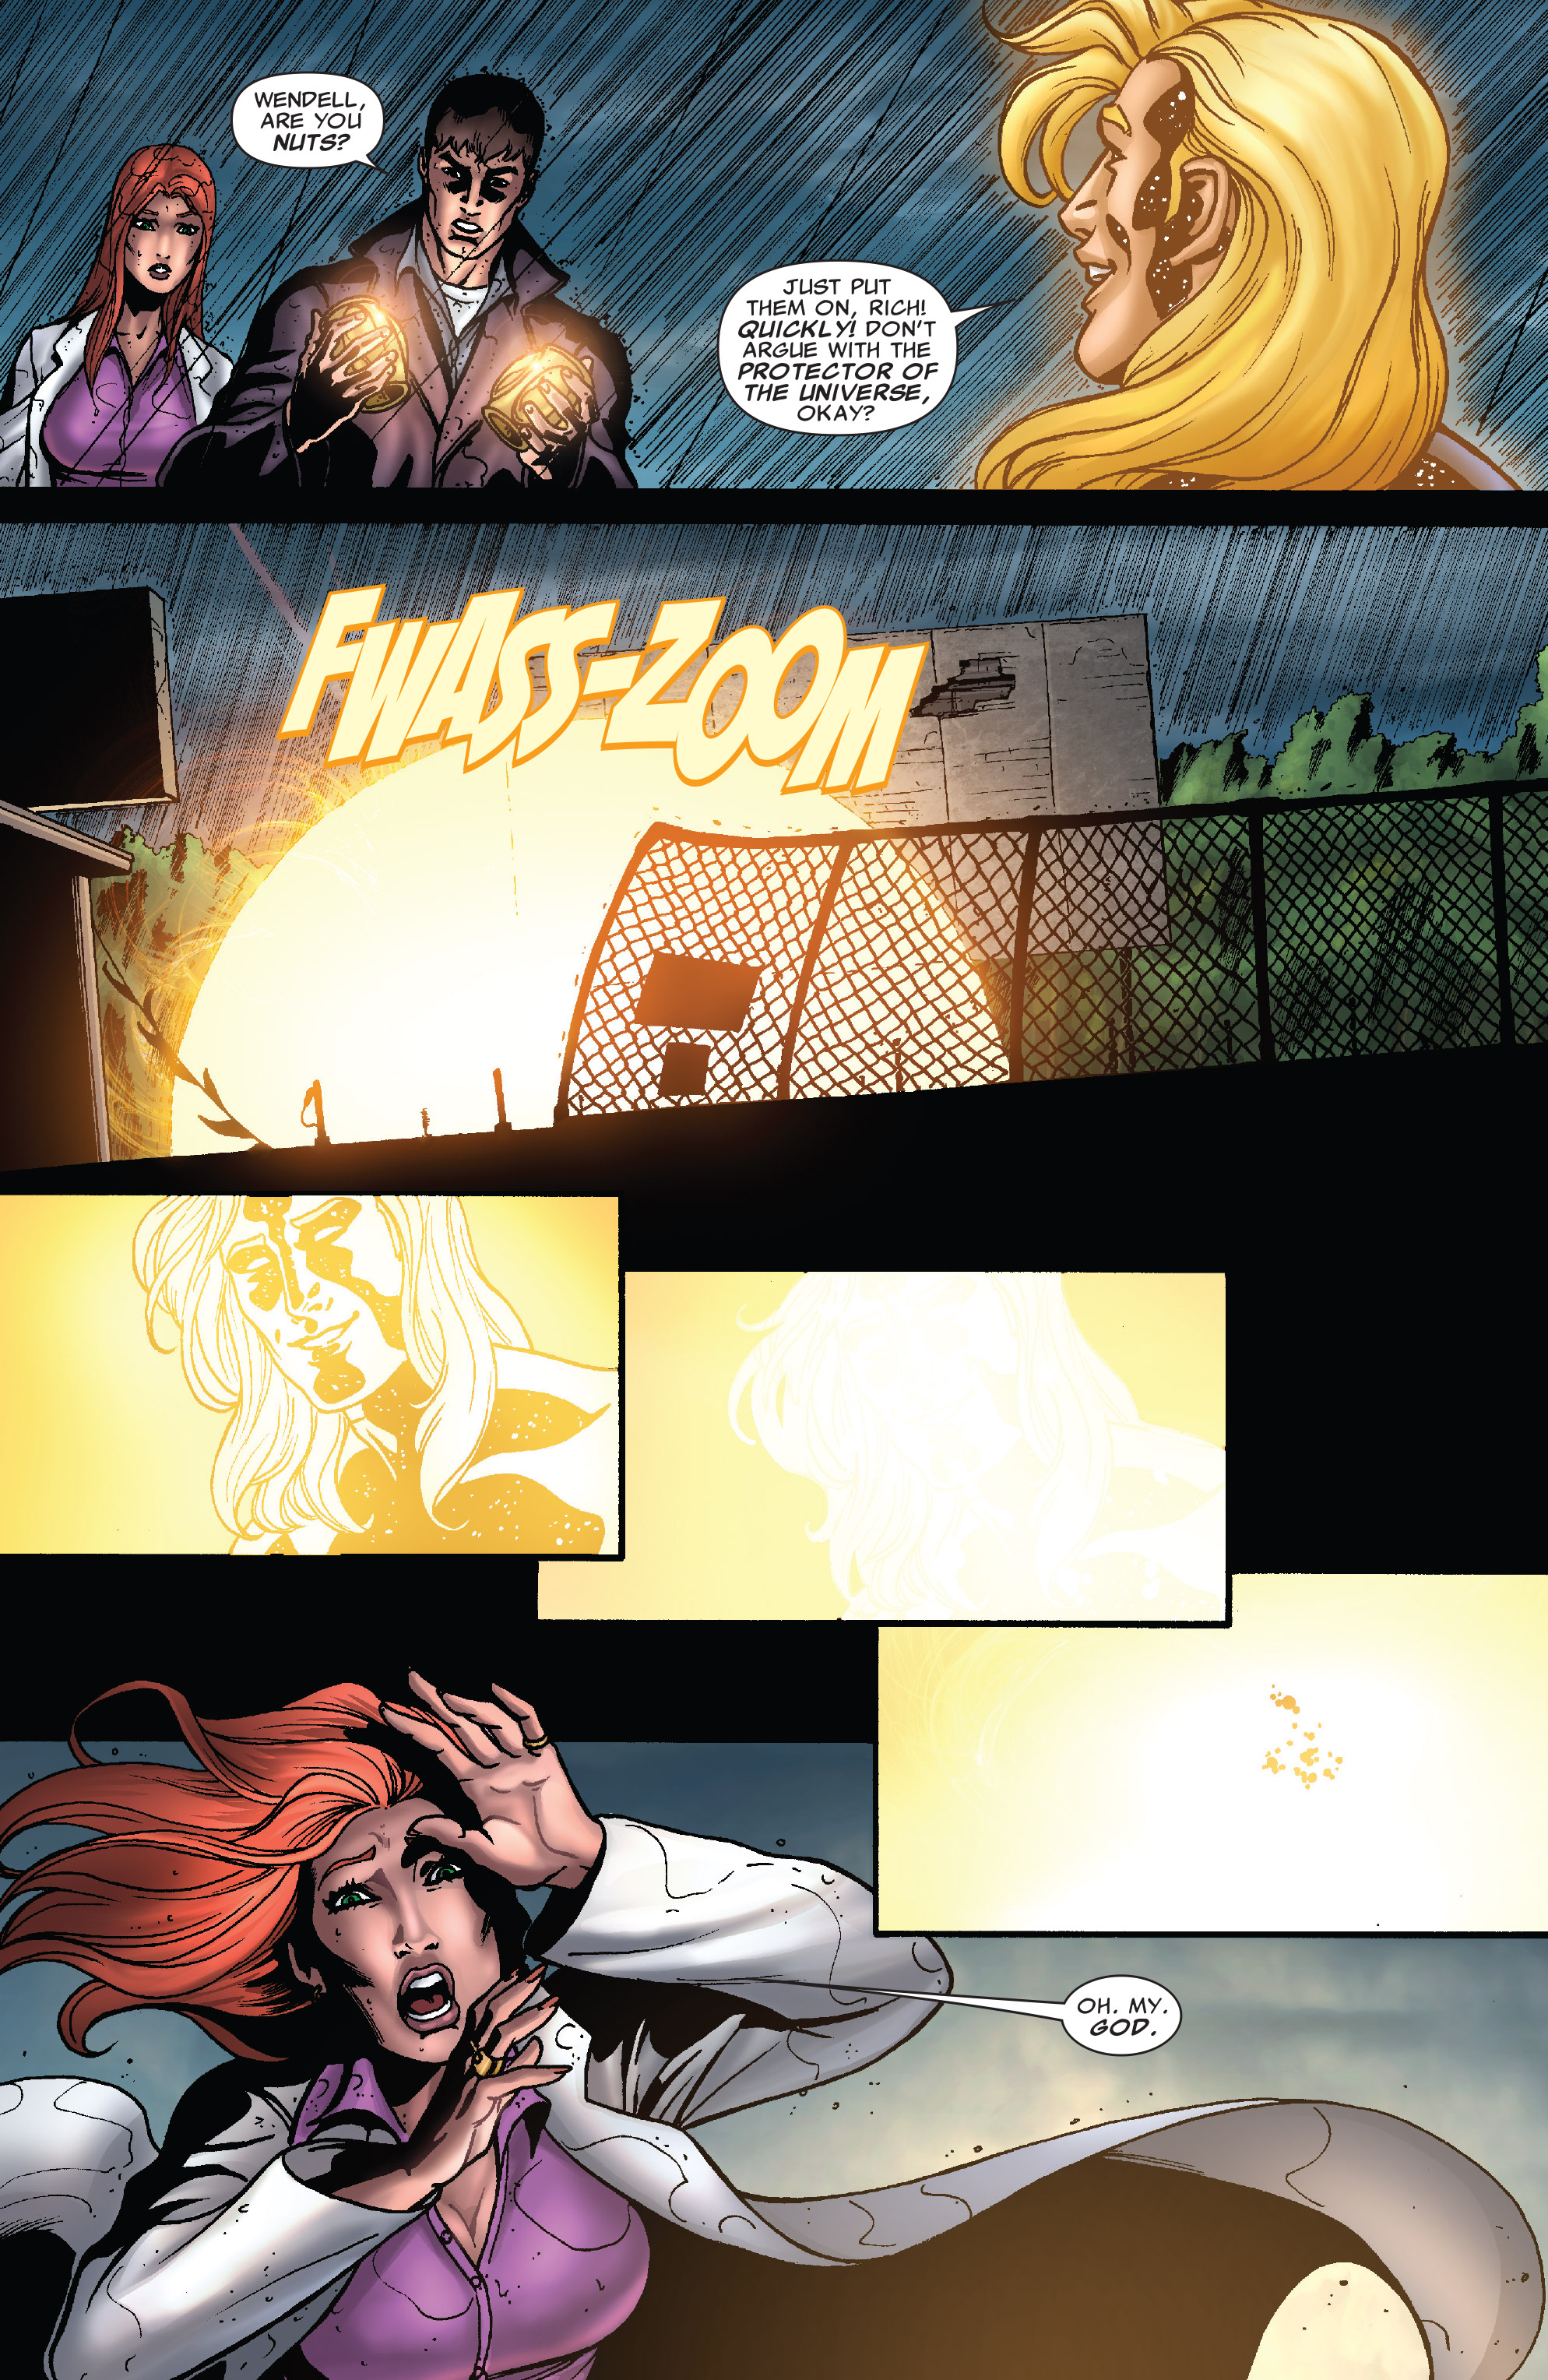 WENDELL,
ARE YOU
NUTS?
JUST PUT
THEM ON, RICH!
QUICKLY! DON'T
ARGUE WITH THE
PROTECTOR OF
THE UNIVERSE,
OKAY?
FWASS-ZOOM
OH. MY.
GOD.